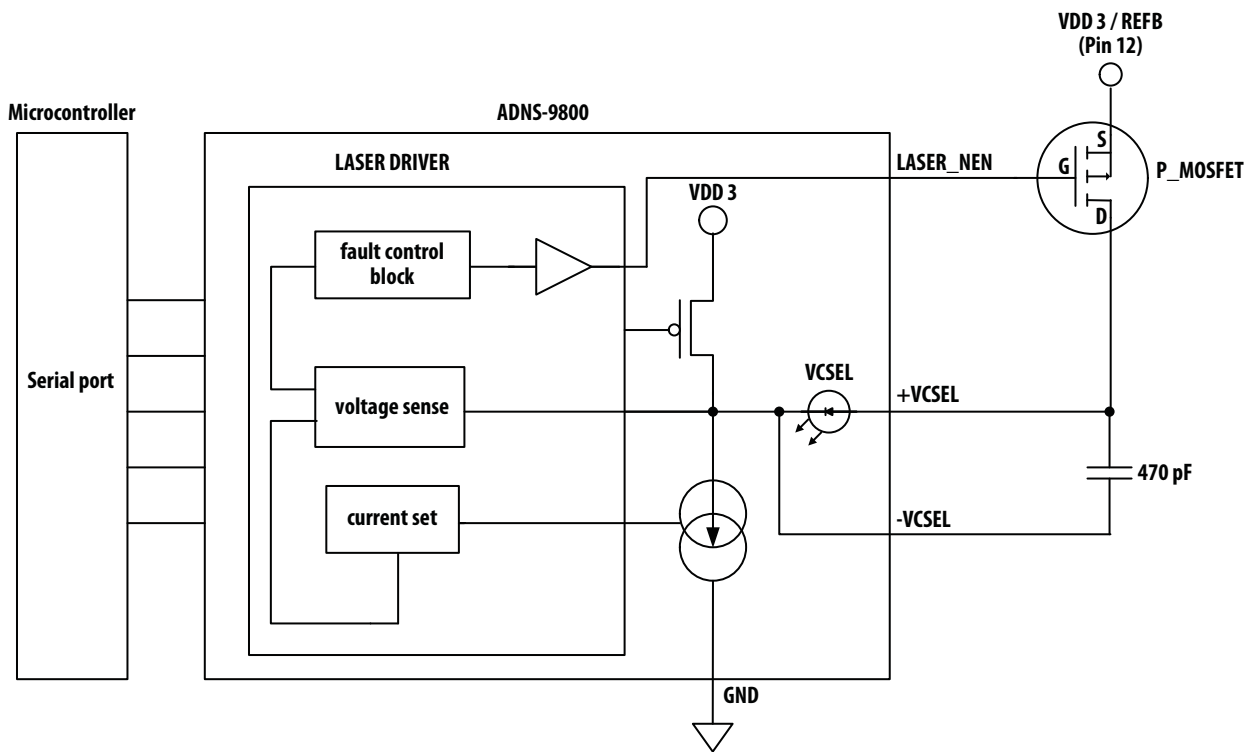 VDD 3 / REFB
(Pin 12)
Microcontroller
ADNS-9800
LASER DRIVER
LASER_NEN
S
G
P_MOSFET
VDD 3
D
fault control
block
VCSEL
Serial port
voltage sense
+VCSEL
470 pF
current set
-VCSEL
GND